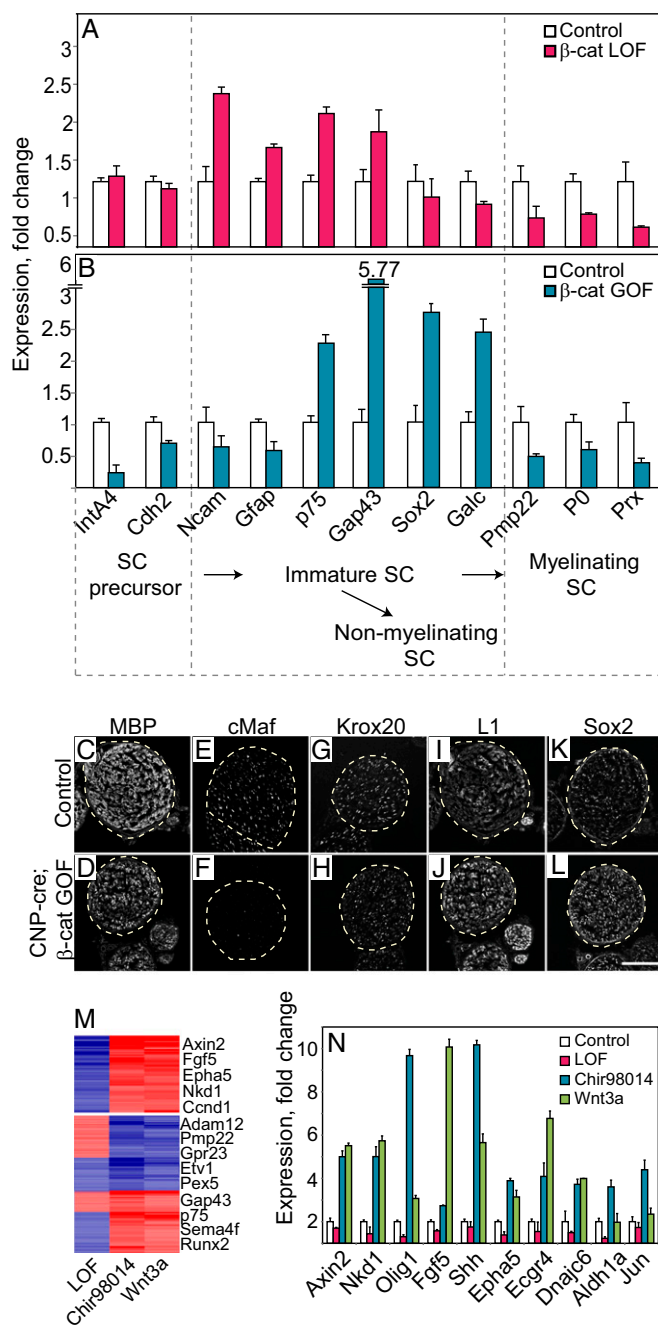 A
Control
β-cat LOF
3
2.5
2
1.5
1
0.5
Expression, fold change
B
Control
β-cat GOF
5.77
6
3
2.5
2
1.5
1
0.5
IntA4
Cdh2
Ncam
Gfap
p75
Gap43
Sox2
Galc
Pmp22
P0
Prx
SC precursor
Immature SC
Myelinating SC
Non-myelinating SC
MBP
cMaf
Krox20
L1
Sox2
Control
C
E
G
I
K
CNP-cre; β-cat GOF
D
F
H
J
L
M
Axin2
Fgf5
Epha5
Nkd1
Ccnd1
Adam12
Pmp22
Gpr23
Etv1
Pex5
Gap43
p75
Sema4f
Runx2
LOF
Chir98014
Wnt3a
N
Control
LOF
Chir98014
Wnt3a
Expression, fold change
10
8
6
4
2
Axin2
Nkd1
Olig1
Fgf5
Shh
Epha5
Ecgr4
Dnajc6
Aldh1a
Jun